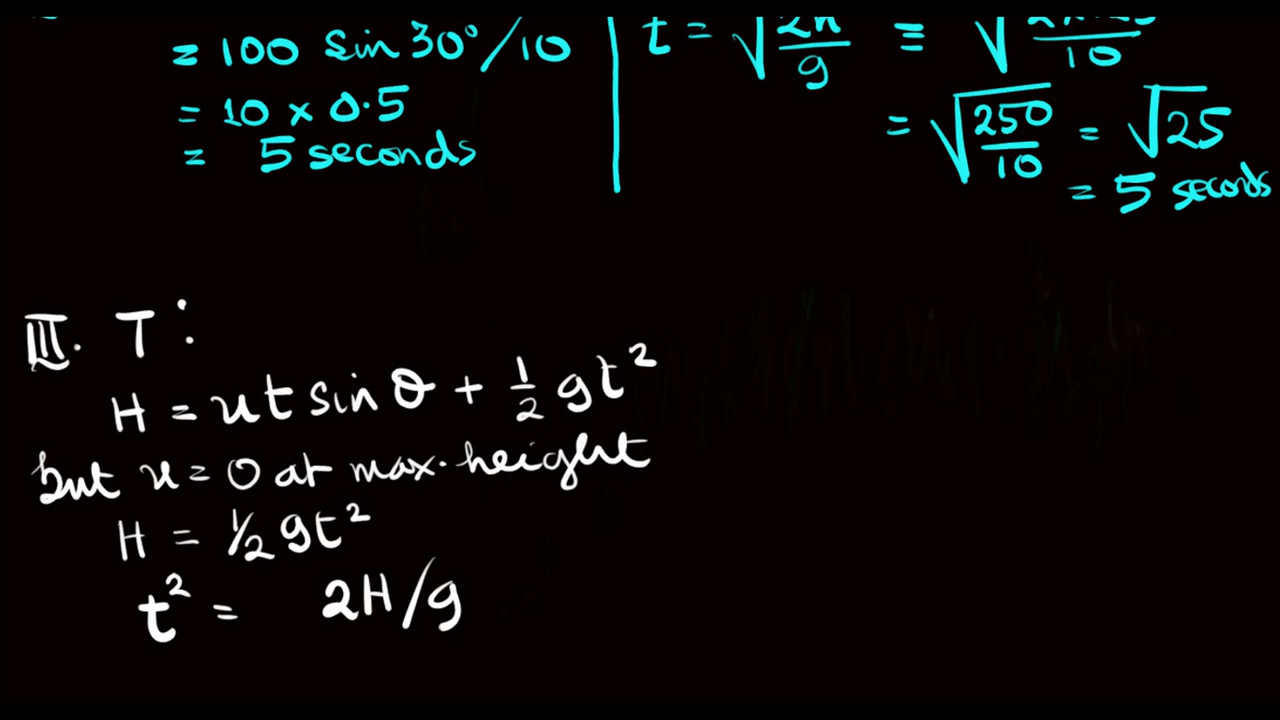 = 100 Sin 30°/10
= 10 x 0.5
= 5 seconds
t = √2H/g = √
10
= √250/10 = √25
= 5 seconds
III. T:
H = ut sin θ + 1/2 gt²
but u = 0 at max. height
H = 1/2 gt²
t² = 2H/g